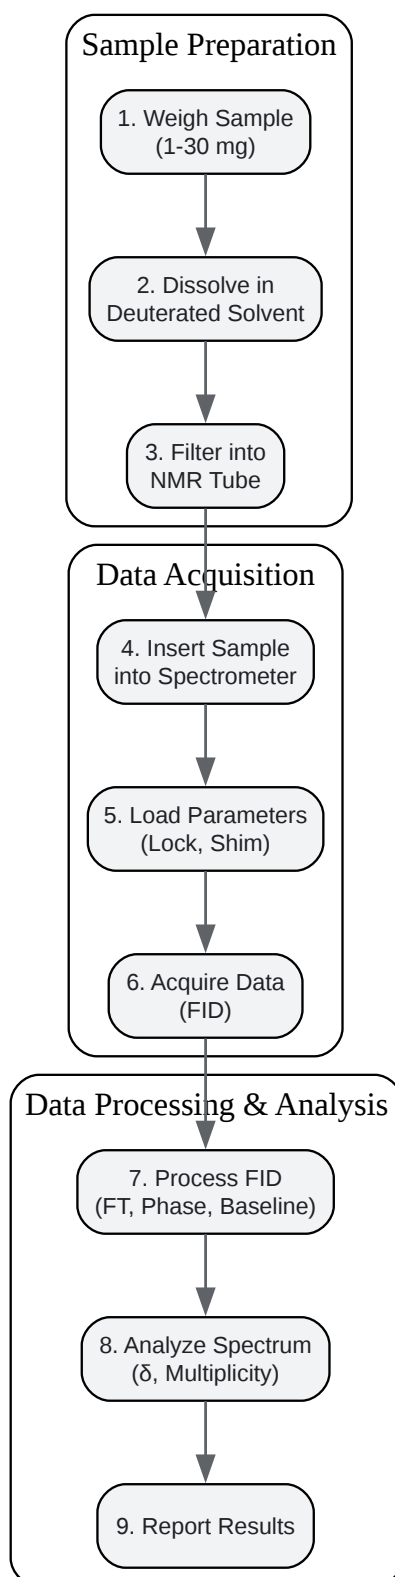 Sample Preparation
1. Weigh Sample
(1-30 mg)
2. Dissolve in
Deuterated Solvent
3. Filter into
NMR Tube
Data Acquisition
4. Insert Sample
into Spectrometer
5. Load Parameters
(Lock, Shim)
6. Acquire Data
(FID)
Data Processing & Analysis
7. Process FID
(FT, Phase, Baseline)
8. Analyze Spectrum
(δ, Multiplicity)
9. Report Results